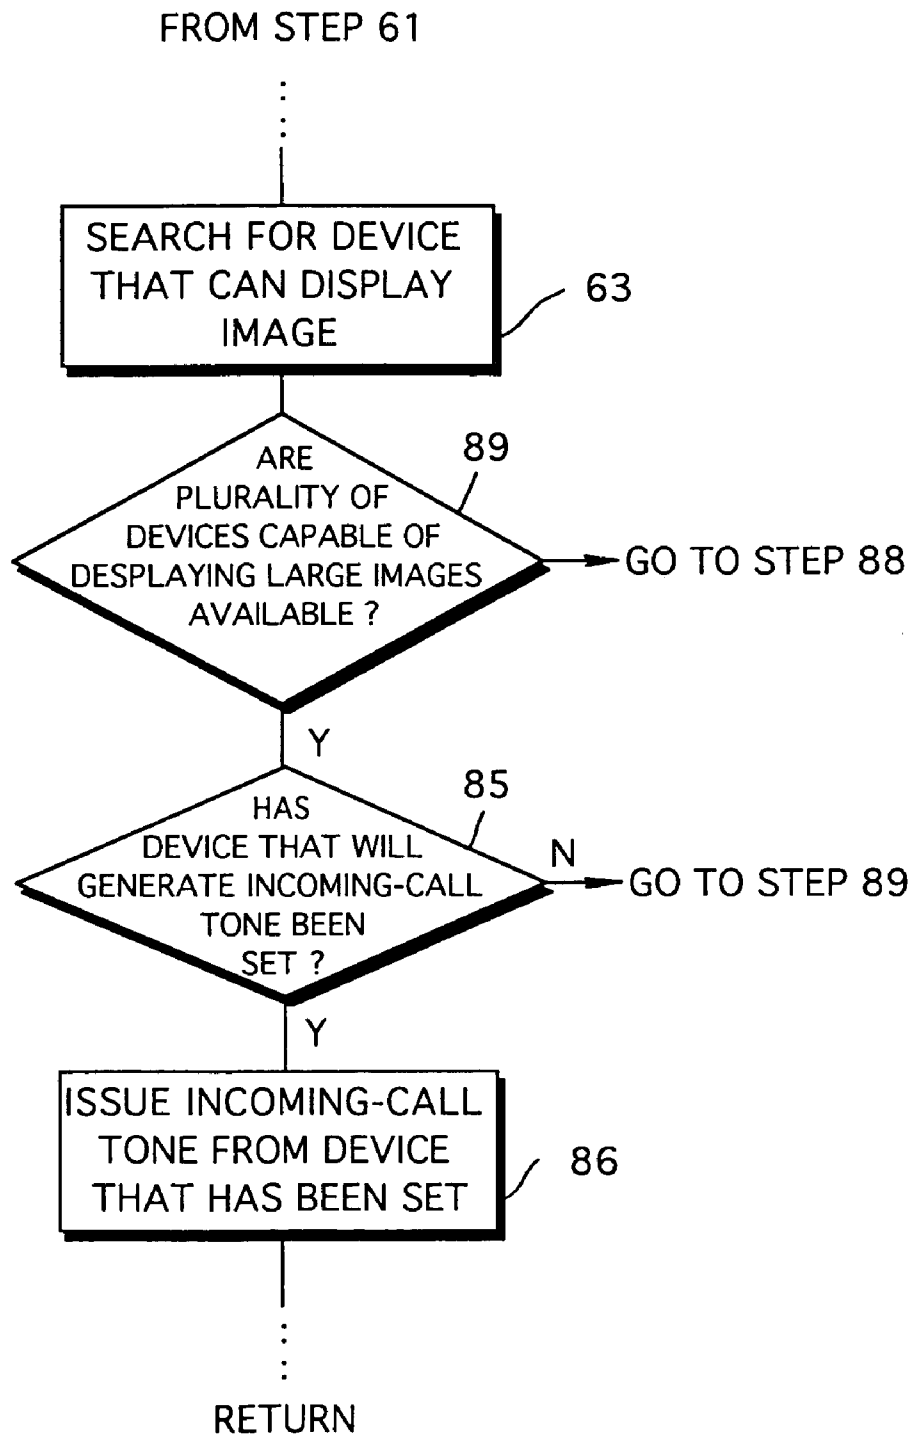 FROM STEP 61
SEARCH FOR DEVICE
THAT CAN DISPLAY
IMAGE
63
ARE
PLURALITY OF
DEVICES CAPABLE OF
DESPLAYING LARGE IMAGES
AVAILABLE ?
89
GO TO STEP 88
Y
HAS
DEVICE THAT WILL
GENERATE INCOMING-CALL
TONE BEEN
SET ?
85
N
GO TO STEP 89
Y
ISSUE INCOMING-CALL
TONE FROM DEVICE
THAT HAS BEEN SET
86
RETURN